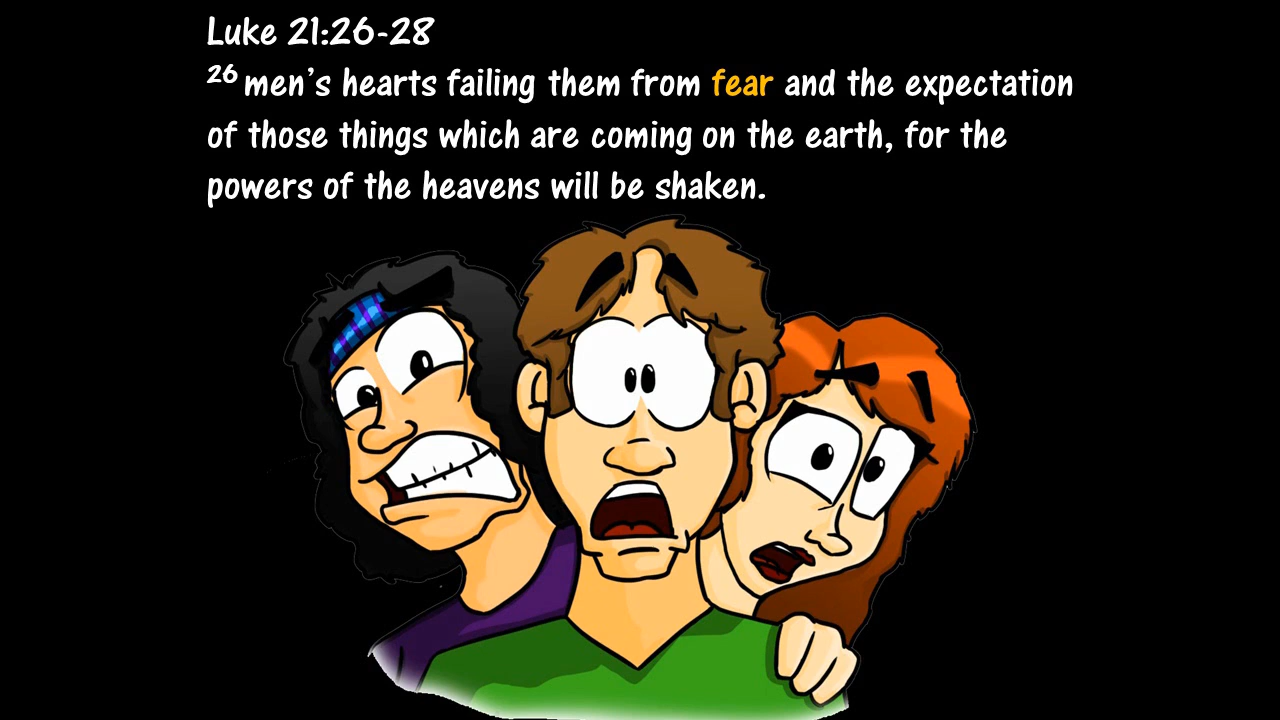 Luke 21:26-28
26 men’s hearts failing them from fear and the expectation
of those things which are coming on the earth, for the
powers of the heavens will be shaken.